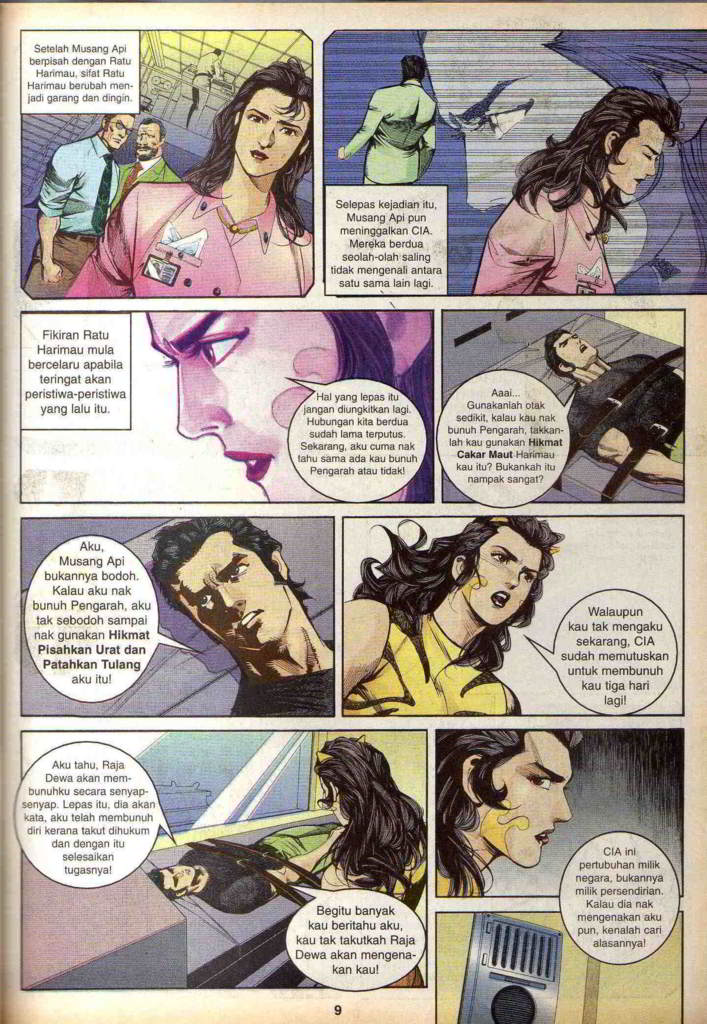 Setelah Musang Api
berpisah dengan Ratu
Harimau, sifat Ratu
Harimau berubah men-
jadi garang dan dingin.
Selepas kejadian itu,
Musang Api pun
meninggalkan CIA.
Mereka berdua
seolah-olah saling
tidak mengenali antara
satu sama lain lagi.
Fikiran Ratu
Harimau mula
bercelaru apabila
teringat akan
peristiwa-peristiwa
yang lalu itu.
Hal yang lepas itu
jangan diungkitkan lagi.
Hubungan kita berdua
sudah lama terputus.
Sekarang, aku cuma nak
tahu sama ada kau bunuh
Pengarah atau tidak!
Aaai...
Gunakanlah otak
sedikit, kalau kau nak
bunuh Pengarah, takkan-
lah kau gunakan Hikmat
Cakar Maut Harimau
kau itu? Bukankah itu
nampak sangat?
Aku,
Musang Api
bukannya bodoh.
Kalau aku nak
bunuh Pengarah, aku
tak sebodoh sampai
nak gunakan Hikmat
Pisahkan Urat dan
Patahkan Tulang
aku itu!
Walaupun
kau tak mengaku
sekarang, CIA
sudah memutuskan
untuk membunuh
kau tiga hari
lagi!
Aku tahu, Raja
Dewa akan mem-
bunuhku secara senyap-
senyap. Lepas itu, dia akan
kata, aku telah membunuh
diri kerana takut dihukum
dan dengan itu
selesaikan
tugasnya!
Begitu banyak
kau beritahu aku,
kau tak takutkah Raja
Dewa akan mengena-
kan kau!
CIA ini
pertubuhan milik
negara, bukannya
milik persendirian.
Kalau dia nak
mengenakan aku
pun, kenalah cari
alasannya!
9